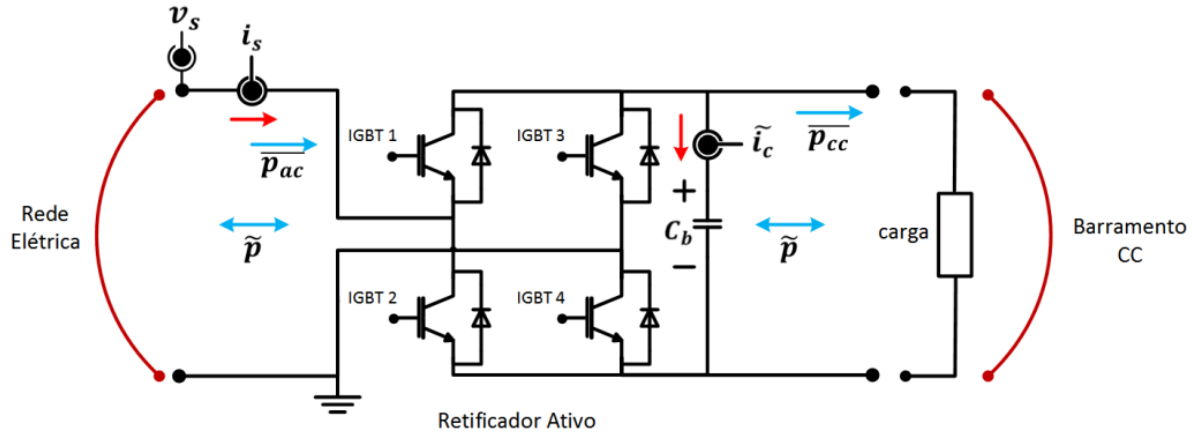 v_s
i_s
IGBT 1
IGBT 3
ĩ_c
p̅_ac
p̅_cc
Rede
Elétrica
p̃
+
C_b
−
p̃
carga
Barramento
CC
IGBT 2
IGBT 4
Retificador Ativo